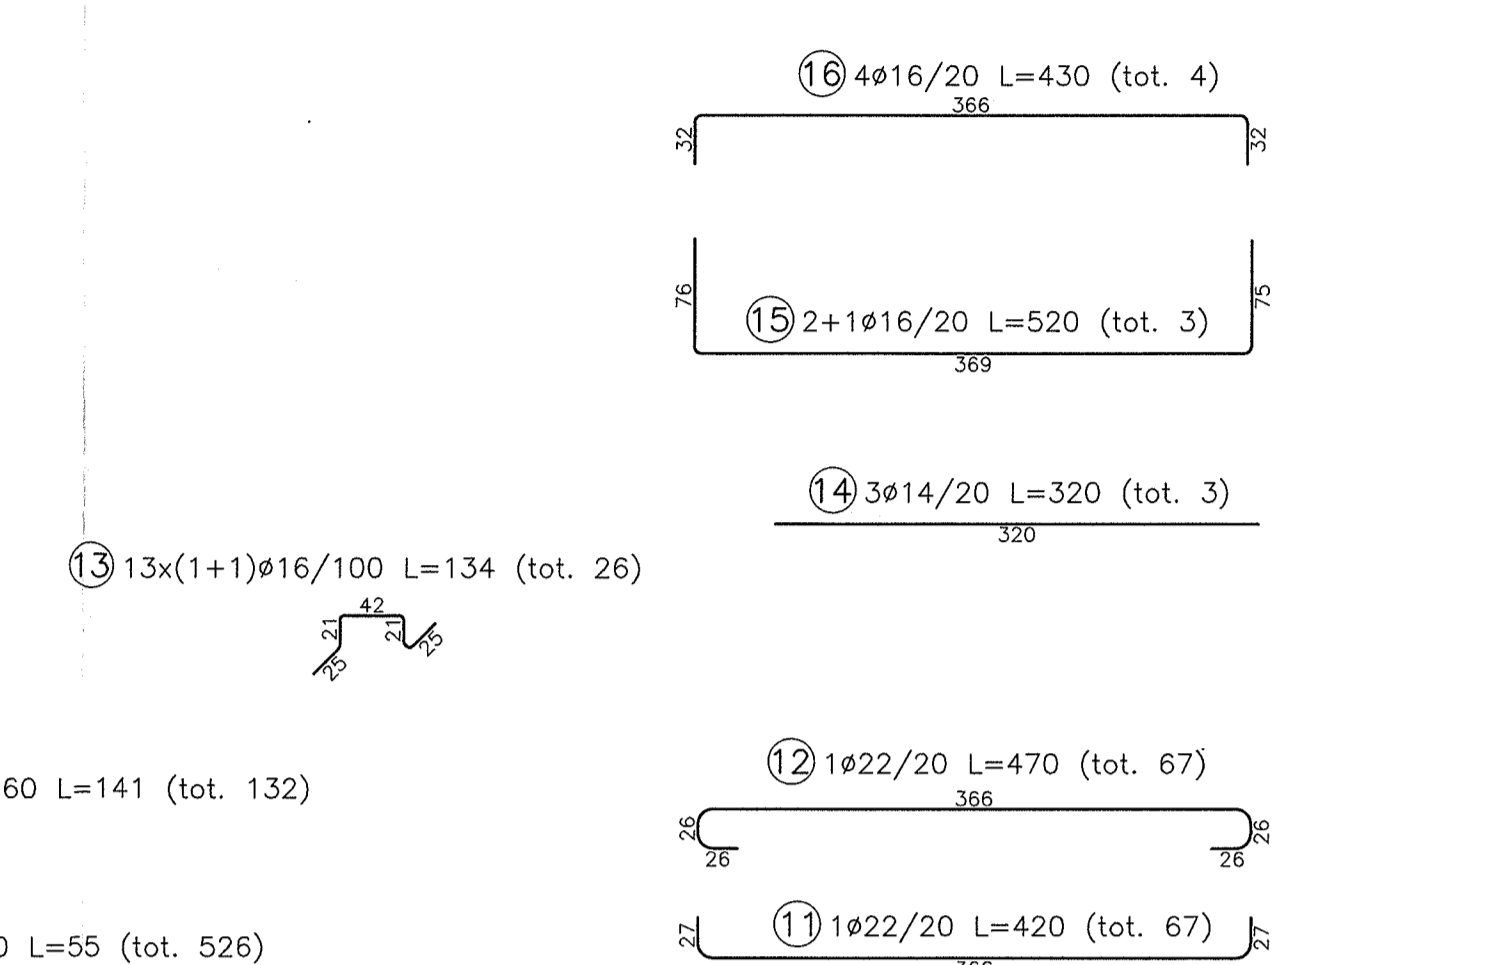 16 4ø16/20 L=430 (tot. 4)
366
32
32
76
75
15 2+1ø16/20 L=520 (tot. 3)
369
14 3ø14/20 L=320 (tot. 3)
320
13 13x(1+1)ø16/100 L=134 (tot. 26)
42
21
21
25
25
12 1ø22/20 L=470 (tot. 67)
60 L=141 (tot. 132)
366
26
26
26
26
11 1ø22/20 L=420 (tot. 67)
27
27
0 L=55 (tot. 526)